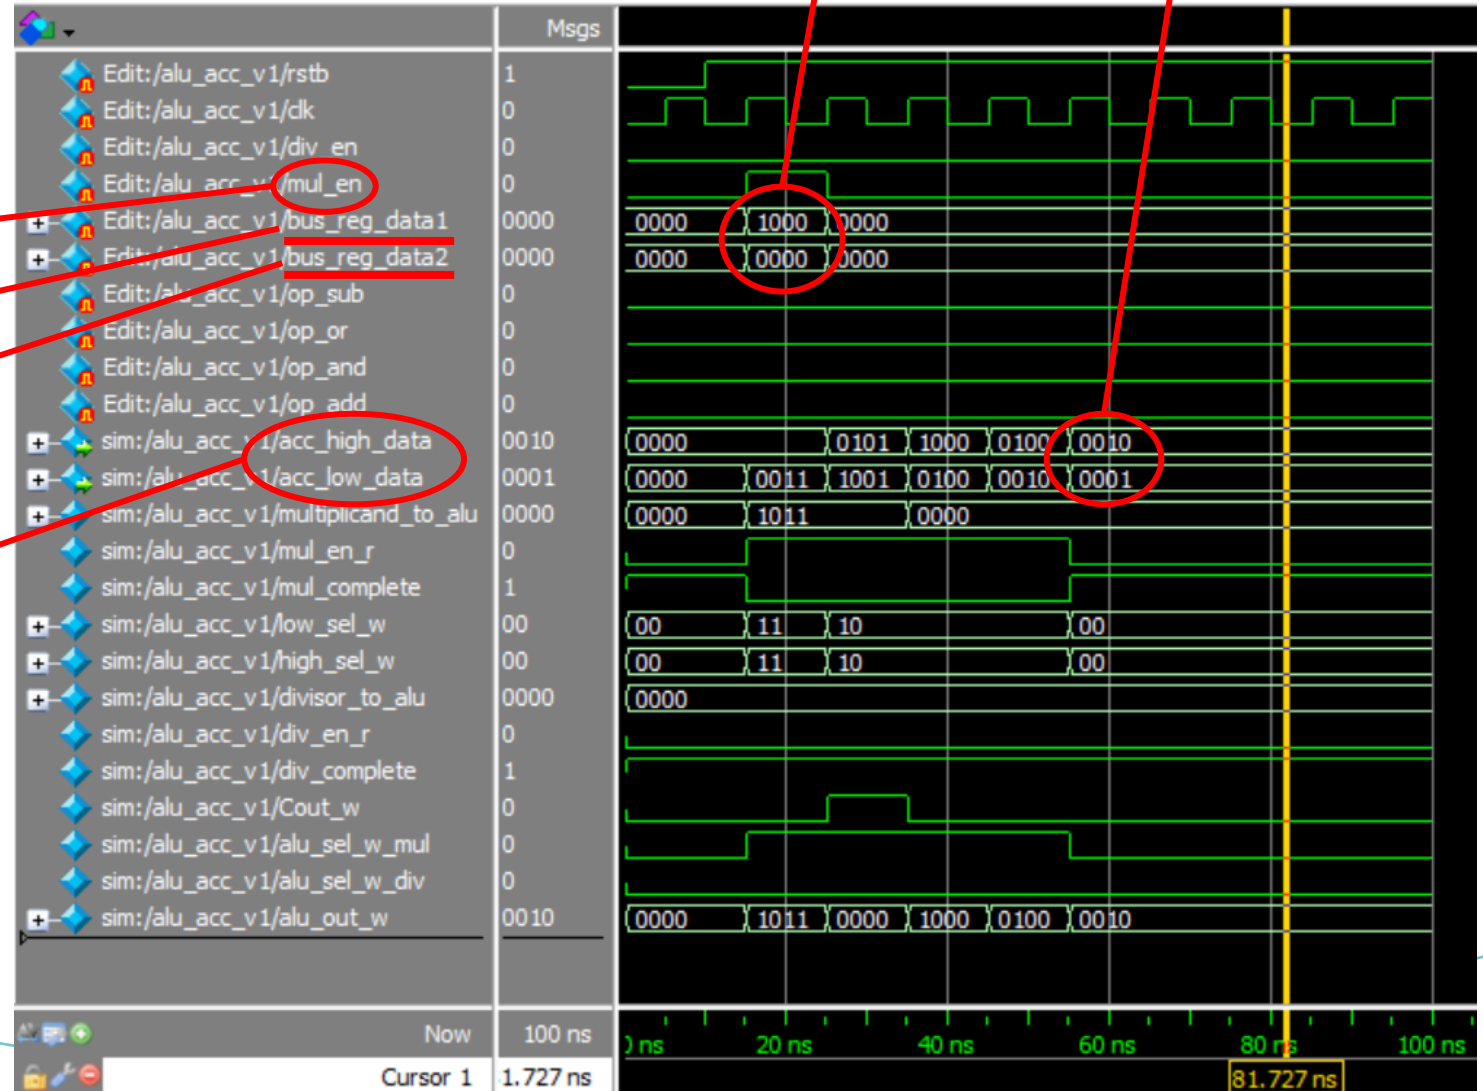 Msgs
Edit:/alu_acc_v1/rstb 1
Edit:/alu_acc_v1/clk 0
Edit:/alu_acc_v1/div_en 0
Edit:/alu_acc_v1/mul_en 0
Edit:/alu_acc_v1/bus_reg_data1 0000 0000 1000 0000
Edit:/alu_acc_v1/bus_reg_data2 0000 0000 0000 0000
Edit:/alu_acc_v1/op_sub 0
Edit:/alu_acc_v1/op_or 0
Edit:/alu_acc_v1/op_and 0
Edit:/alu_acc_v1/op_add 0
sim:/alu_acc_v1/acc_high_data 0010 0000 0101 1000 0100 0010
sim:/alu_acc_v1/acc_low_data 0001 0000 0011 1001 0100 0010 0001
sim:/alu_acc_v1/multiplicand_to_alu 0000 0000 1011 0000
sim:/alu_acc_v1/mul_en_r 0
sim:/alu_acc_v1/mul_complete 1
sim:/alu_acc_v1/low_sel_w 00 00 11 10 00
sim:/alu_acc_v1/high_sel_w 00 00 11 10 00
sim:/alu_acc_v1/divisor_to_alu 0000 0000
sim:/alu_acc_v1/div_en_r 0
sim:/alu_acc_v1/div_complete 1
sim:/alu_acc_v1/Cout_w 0
sim:/alu_acc_v1/alu_sel_w_mul 0
sim:/alu_acc_v1/alu_sel_w_div 0
sim:/alu_acc_v1/alu_out_w 0010 0000 1011 0000 1000 0100 0010
Now 100 ns ns 20 ns 40 ns 60 ns 80 ns 100 ns
Cursor 1 1.727 ns 81.727 ns